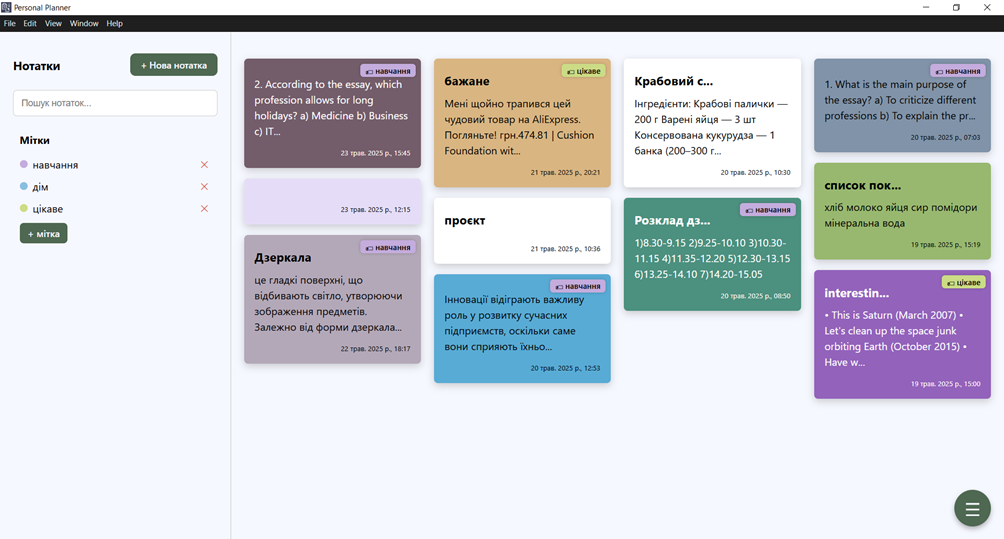 Personal Planner
File Edit View Window Help
Нотатки
+ Нова нотатка
Пошук нотаток...
Мітки
навчання
дім
цікаве
+ мітка
навчання
2. According to the essay, which
profession allows for long
holidays? a) Medicine b) Business
c) IT...
23 трав. 2025 р., 15:45
23 трав. 2025 р., 12:15
навчання
Дзеркала
це гладкі поверхні, що
відбивають світло, утворюючи
зображення предметів.
Залежно від форми дзеркала...
22 трав. 2025 р., 18:17
цікаве
бажане
Мені щойно трапився цей
чудовий товар на AliExpress.
Погляньте! грн.474.81 | Cushion
Foundation wit...
21 трав. 2025 р., 20:21
проєкт
21 трав. 2025 р., 10:36
навчання
Інновації відіграють важливу
роль у розвитку сучасних
підприємств, оскільки саме
вони сприяють їхньо...
20 трав. 2025 р., 12:53
Крабовий с...
Інгредієнти: Крабові палички —
200 г Варені яйця — 3 шт
Консервована кукурудза — 1
банка (200–300 г...
20 трав. 2025 р., 10:30
навчання
Розклад дз...
1)8.30-9.15 2)9.25-10.10 3)10.30-
11.15 4)11.35-12.20 5)12.30-13.15
6)13.25-14.10 7)14.20-15.05
20 трав. 2025 р., 08:50
навчання
1. What is the main purpose of
the essay? a) To criticize different
professions b) To explain the pr...
20 трав. 2025 р., 07:03
список пок...
хліб молоко яйця сир помідори
мінеральна вода
19 трав. 2025 р., 15:19
цікаве
interestin...
• This is Saturn (March 2007) •
Let's clean up the space junk
orbiting Earth (October 2015) •
Have w...
19 трав. 2025 р., 15:00